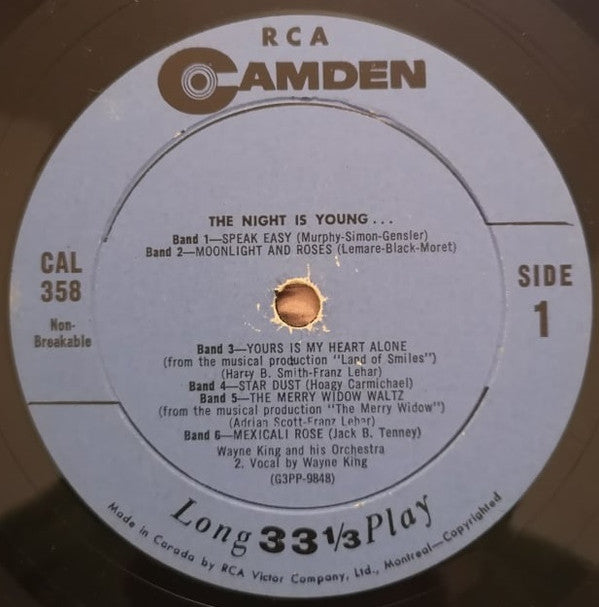 RCA
CAMDEN
THE NIGHT IS YOUNG...
Band 1—SPEAK EASY (Murphy-Simon-Gensler)
Band 2—MOONLIGHT AND ROSES (Lemare-Black-Moret)
CAL
358
Non-
Breakable
SIDE
1
Band 3—YOURS IS MY HEART ALONE
(from the musical production "Land of Smiles")
(Harry B. Smith-Franz Lehar)
Band 4—STAR DUST (Hoagy Carmichael)
Band 5—THE MERRY WIDOW WALTZ
(from the musical production "The Merry Widow")
(Adrian Scott-Franz Lehar)
Band 6—MEXICALI ROSE (Jack B. Tenney)
Wayne King and his Orchestra
2. Vocal by Wayne King
(G3PP-9848)
Long 33 1/3 Play
Made in Canada by RCA Victor Company, Ltd., Montreal—Copyrighted